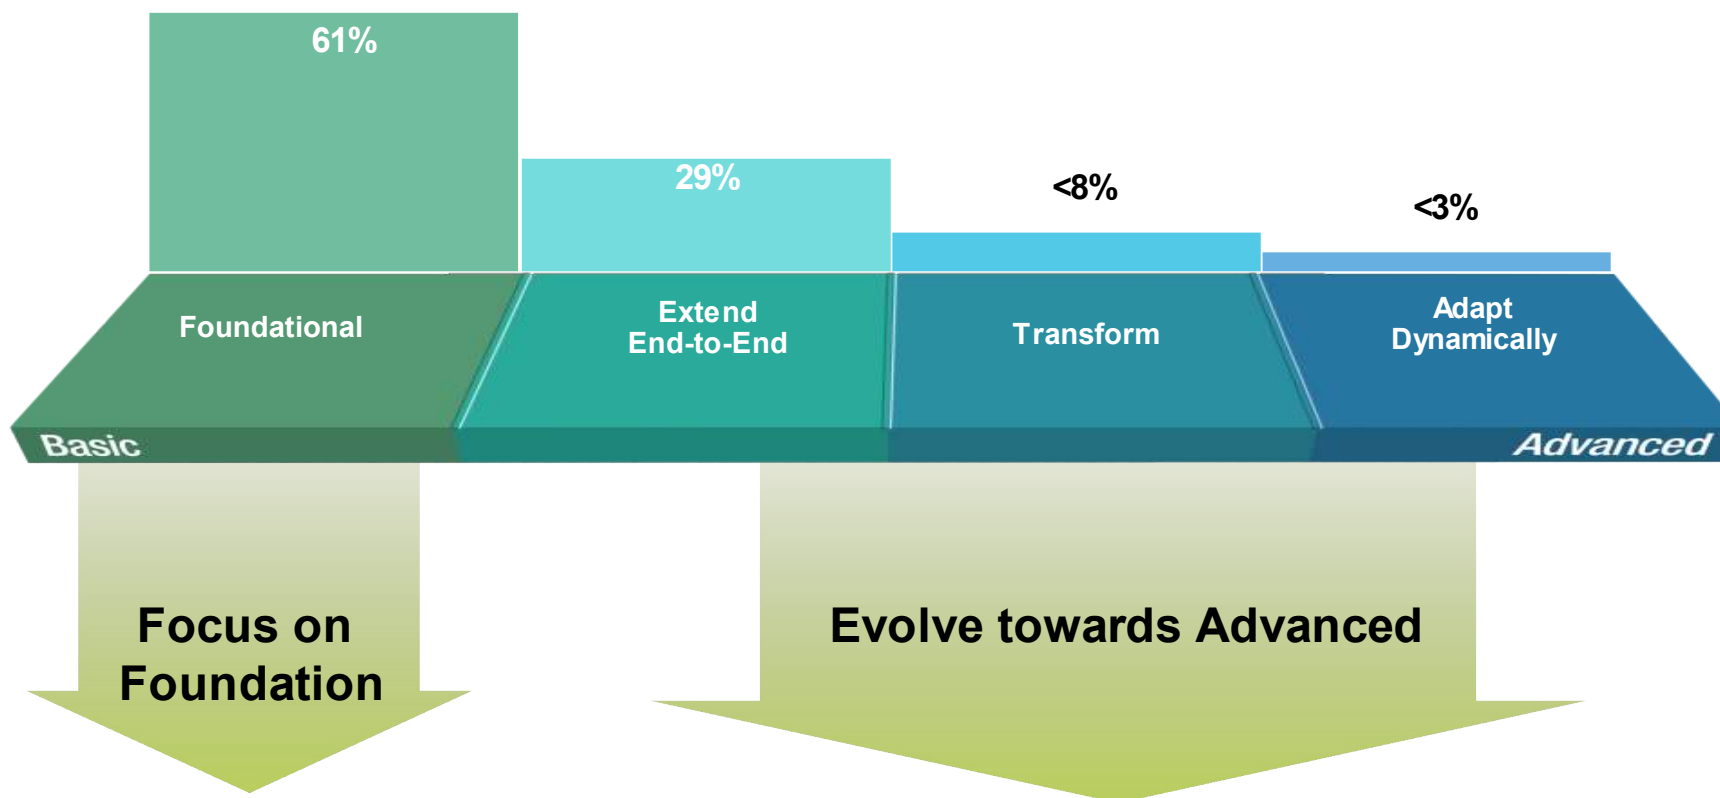 61%
29%
<8%
<3%
Foundational
Extend
End-to-End
Transform
Adapt
Dynamically
Basic
Advanced
Focus on
Foundation
Evolve towards Advanced